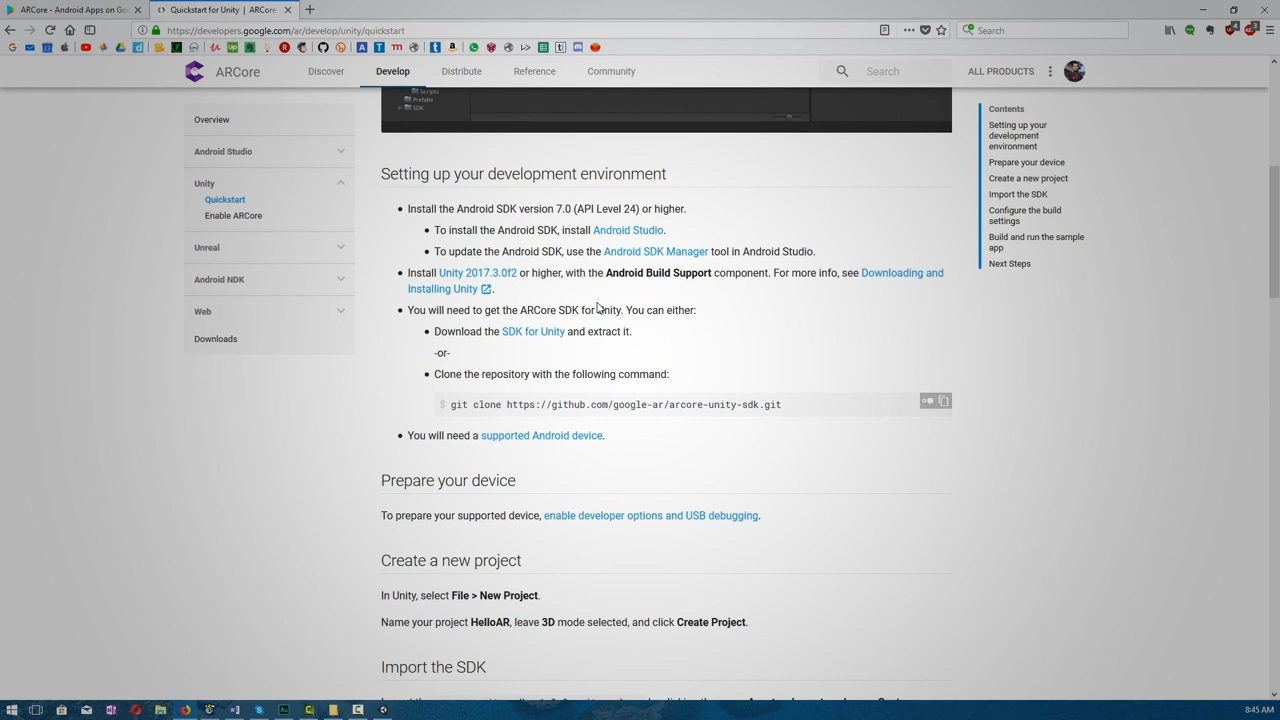 ARCore - Android Apps on Goo
Quickstart for Unity | ARCore
https://developers.google.com/ar/develop/unity/quickstart
Search
ARCore
Discover
Develop
Distribute
Reference
Community
Search
ALL PRODUCTS
Scripts
Prefabs
SDK
Overview
Android Studio
Unity
Quickstart
Enable ARCore
Unreal
Android NDK
Web
Downloads
Setting up your development environment
Install the Android SDK version 7.0 (API Level 24) or higher.
To install the Android SDK, install Android Studio.
To update the Android SDK, use the Android SDK Manager tool in Android Studio.
Install Unity 2017.3.0f2 or higher, with the Android Build Support component. For more info, see Downloading and
Installing Unity.
You will need to get the ARCore SDK for Unity. You can either:
Download the SDK for Unity and extract it.
-or-
Clone the repository with the following command:
$ git clone https://github.com/google-ar/arcore-unity-sdk.git
You will need a supported Android device.
Prepare your device
To prepare your supported device, enable developer options and USB debugging.
Create a new project
In Unity, select File > New Project.
Name your project HelloAR, leave 3D mode selected, and click Create Project.
Import the SDK
Contents
Setting up your
development
environment
Prepare your device
Create a new project
Import the SDK
Configure the build
settings
Build and run the sample
app
Next Steps
8:45 AM